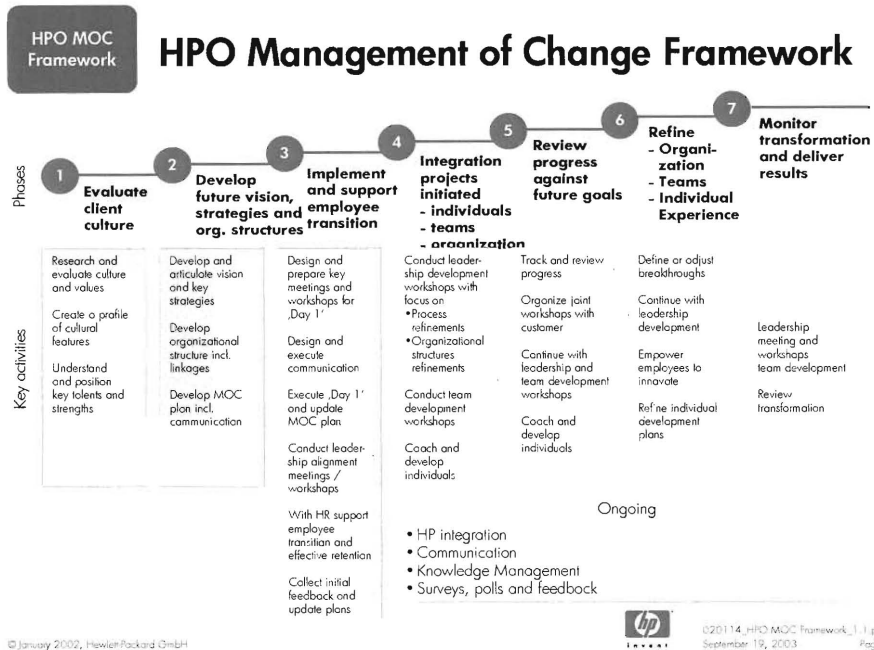 HPO MOC
Framework
HPO Management of Change Framework
Phases
1
Evaluate
client
culture
2
Develop
future vision,
strategies and
org. structures
3
Implement
and support
employee
transition
4
Integration
projects
initiated
- individuals
- teams
- organization
5
Review
progress
against
future goals
6
Refine
- Organi-
zation
- Teams
- Individual
Experience
7
Monitor
transformation
and deliver
results
Key activities
Research and
evaluate culture
and values
Create a profile
of cultural
features
Understand
and position
key talents and
strengths
Develop and
articulate vision
and key
strategies
Develop
organizational
structure incl.
linkages
Develop MOC
plan incl.
communication
Design and
prepare key
meetings and
workshops for
‚Day 1'
Design and
execute
communication
Execute ‚Day 1'
and update
MOC plan
Conduct leader-
ship alignment
meetings /
workshops
With HR support
employee
transition and
effective retention
Collect initial
feedback and
update plans
Conduct leader-
ship development
workshops with
focus on
•Process
refinements
•Organizational
structures
refinements
Conduct team
development
workshops
Coach and
develop
individuals
Track and review
progress
Organize joint
workshops with
customer
Continue with
leadership and
team development
workshops
Coach and
develop
individuals
Define or adjust
breakthroughs
Continue with
leadership
development
Empower
employees to
innovate
Refine individual
development
plans
Leadership
meeting and
workshops
team development
Review
transformation
Ongoing
• HP integration
• Communication
• Knowledge Management
• Surveys, polls and feedback
© January 2002, Hewlett-Packard GmbH
hp
invent
020114_HPO MOC Framework_1.1.p
September 19, 2003
Pag